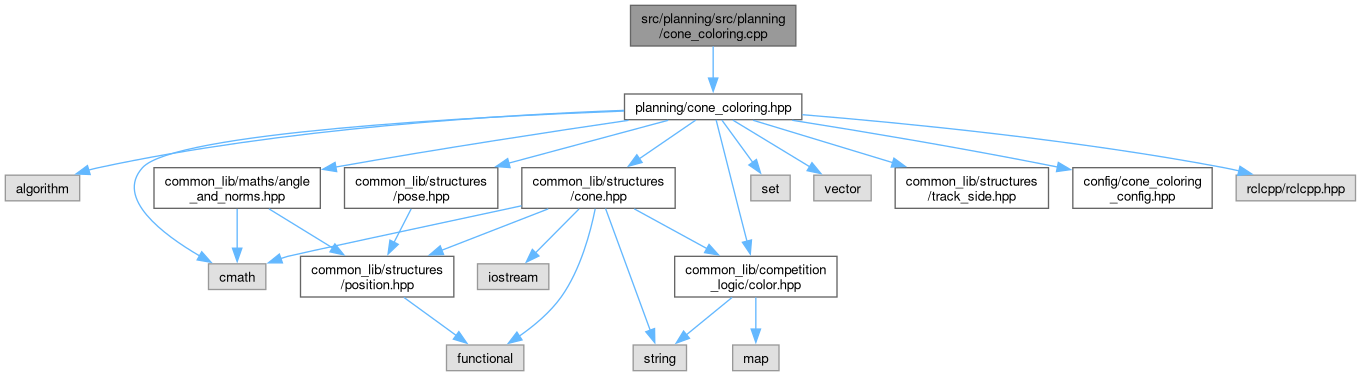 src/planning/src/planning
/cone_coloring.cpp
planning/cone_coloring.hpp
algorithm
common_lib/maths/angle
_and_norms.hpp
common_lib/structures
/pose.hpp
common_lib/structures
/cone.hpp
set
vector
common_lib/structures
/track_side.hpp
config/cone_coloring
_config.hpp
rclcpp/rclcpp.hpp
cmath
common_lib/structures
/position.hpp
iostream
common_lib/competition
_logic/color.hpp
functional
string
map